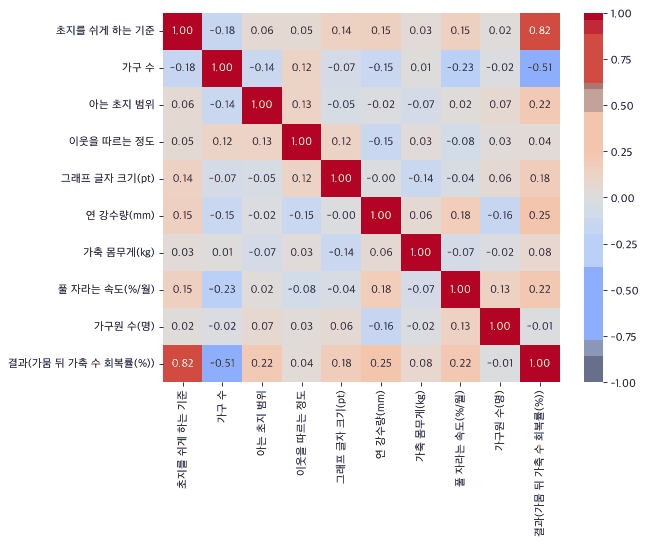 초지를 쉬게 하는 기준 1.00 -0.18 0.06 0.05 0.14 0.15 0.03 0.15 0.02 0.82
가구 수 -0.18 1.00 -0.14 0.12 -0.07 -0.15 0.01 -0.23 -0.02 -0.51
아는 초지 범위 0.06 -0.14 1.00 0.13 -0.05 -0.02 -0.07 0.02 0.07 0.22
이웃을 따르는 정도 0.05 0.12 0.13 1.00 0.12 -0.15 0.03 -0.08 0.03 0.04
그래프 글자 크기(pt) 0.14 -0.07 -0.05 0.12 1.00 -0.00 -0.14 -0.04 0.06 0.18
연 강수량(mm) 0.15 -0.15 -0.02 -0.15 -0.00 1.00 0.06 0.18 -0.16 0.25
가축 몸무게(kg) 0.03 0.01 -0.07 0.03 -0.14 0.06 1.00 -0.07 -0.02 0.08
풀 자라는 속도(%/월) 0.15 -0.23 0.02 -0.08 -0.04 0.18 -0.07 1.00 0.13 0.22
가구원 수(명) 0.02 -0.02 0.07 0.03 0.06 -0.16 -0.02 0.13 1.00 -0.01
결과(가뭄 뒤 가축 수 회복률(%)) 0.82 -0.51 0.22 0.04 0.18 0.25 0.08 0.22 -0.01 1.00
초지를 쉬게 하는 기준
가구 수
아는 초지 범위
이웃을 따르는 정도
그래프 글자 크기(pt)
연 강수량(mm)
가축 몸무게(kg)
풀 자라는 속도(%/월)
가구원 수(명)
결과(가뭄 뒤 가축 수 회복률(%))
1.00
0.75
0.50
0.25
0.00
-0.25
-0.50
-0.75
-1.00